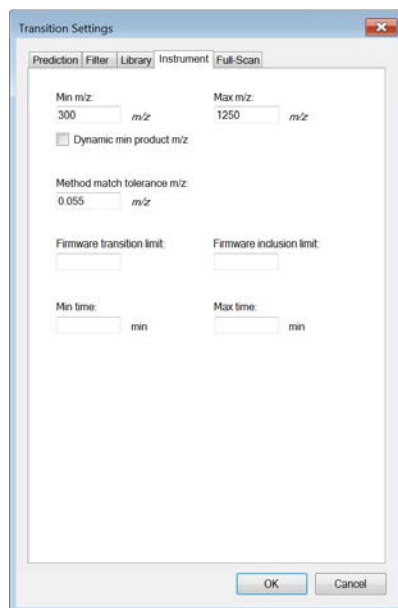 Transition Settings
Prediction Filter Library Instrument Full-Scan
Min m/z: Max m/z:
300 m/z 1250 m/z
Dynamic min product m/z
Method match tolerance m/z:
0.055 m/z
Firmware transition limit: Firmware inclusion limit:
Min time: Max time:
min min
OK Cancel